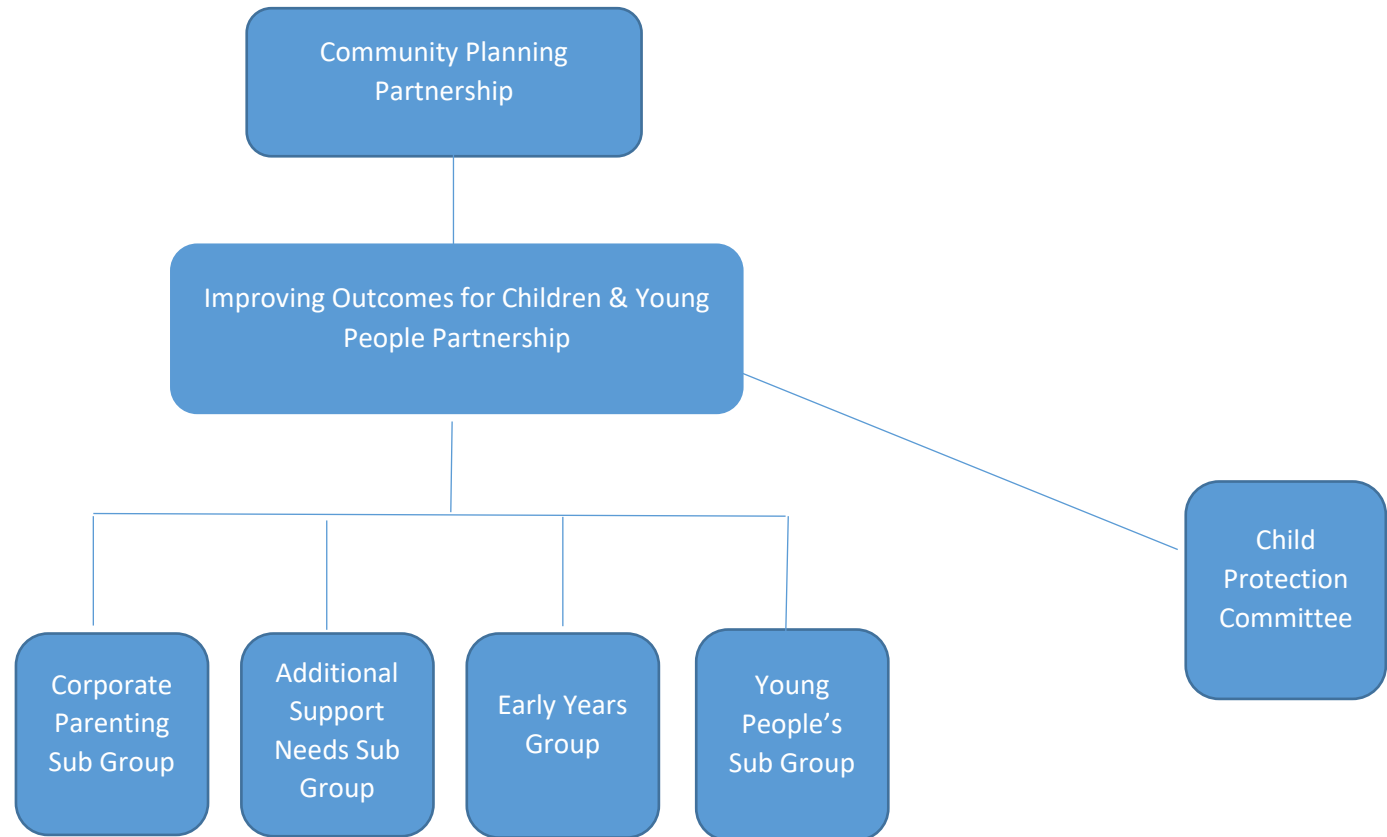 Community Planning
Partnership
Improving Outcomes for Children & Young
People Partnership
Child
Protection
Committee
Corporate
Parenting
Sub Group
Additional
Support
Needs Sub
Group
Early Years
Group
Young
People’s
Sub Group